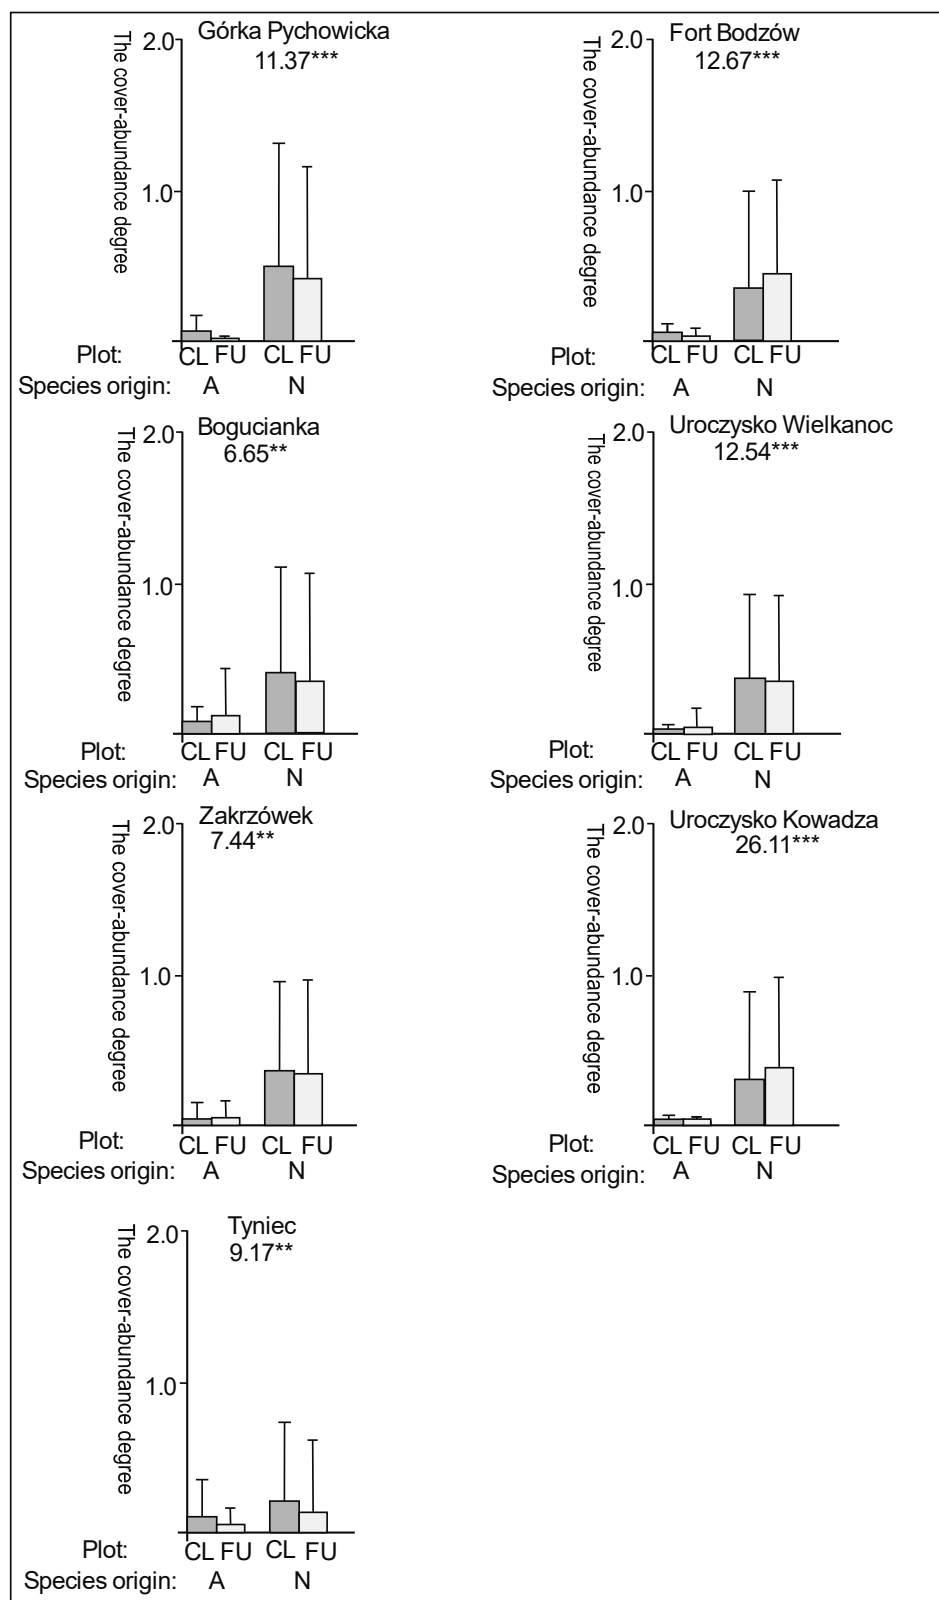 Górka Pychowicka
11.37***
The cover-abundance degree
2.0
1.0
Plot:
CL FU CL FU
Species origin: A N
Fort Bodzów
12.67***
The cover-abundance degree
2.0
1.0
Plot:
CL FU CL FU
Species origin: A N
Bogucianka
6.65**
The cover-abundance degree
2.0
1.0
Plot:
CL FU CL FU
Species origin: A N
Uroczysko Wielkanoc
12.54***
The cover-abundance degree
2.0
1.0
Plot:
CL FU CL FU
Species origin: A N
Zakrzówek
7.44**
The cover-abundance degree
2.0
1.0
Plot:
CL FU CL FU
Species origin: A N
Uroczysko Kowadza
26.11***
The cover-abundance degree
2.0
1.0
Plot:
CL FU CL FU
Species origin: A N
Tyniec
9.17**
The cover-abundance degree
2.0
1.0
Plot:
CL FU CL FU
Species origin: A N